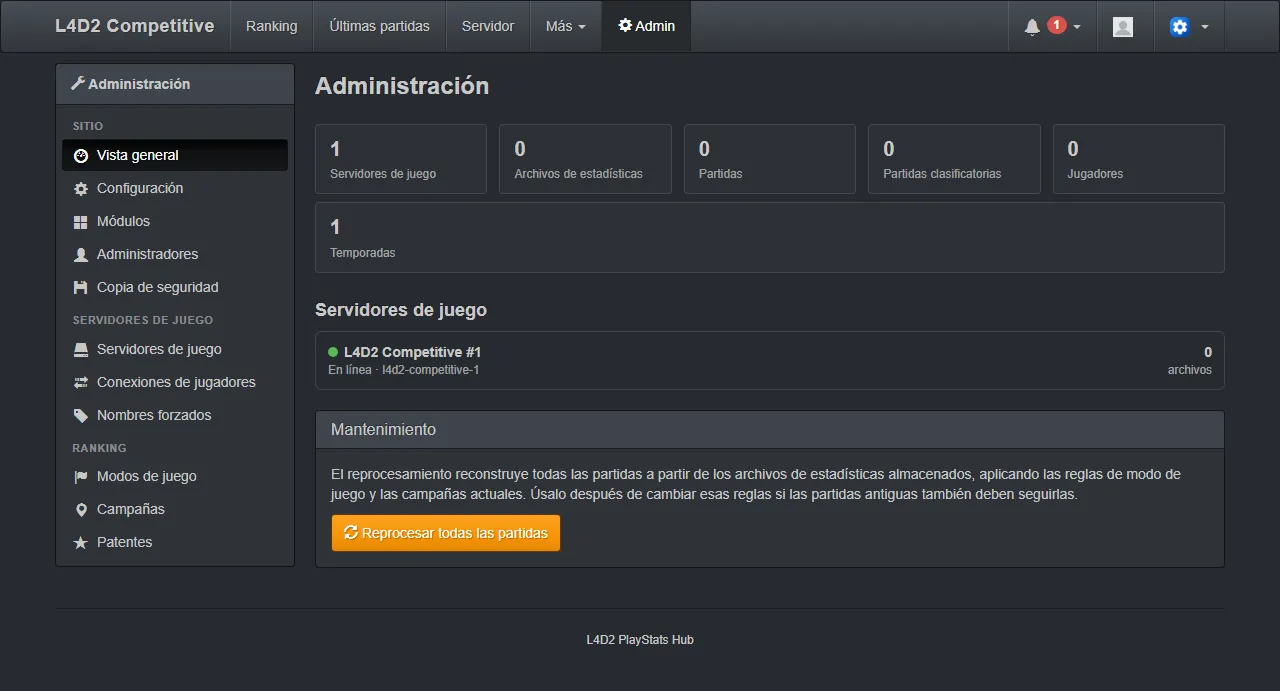 L4D2 Competitive
Ranking
Últimas partidas
Servidor
Más
Admin
1
Administración
SITIO
Vista general
Configuración
Módulos
Administradores
Copia de seguridad
SERVIDORES DE JUEGO
Servidores de juego
Conexiones de jugadores
Nombres forzados
RANKING
Modos de juego
Campañas
Patentes
Administración
1
Servidores de juego
0
Archivos de estadísticas
0
Partidas
0
Partidas clasificatorias
0
Jugadores
1
Temporadas
Servidores de juego
L4D2 Competitive #1
En línea · l4d2-competitive-1
0
archivos
Mantenimiento
El reprocesamiento reconstruye todas las partidas a partir de los archivos de estadísticas almacenados, aplicando las reglas de modo de
juego y las campañas actuales. Úsalo después de cambiar esas reglas si las partidas antiguas también deben seguirlas.
Reprocesar todas las partidas
L4D2 PlayStats Hub